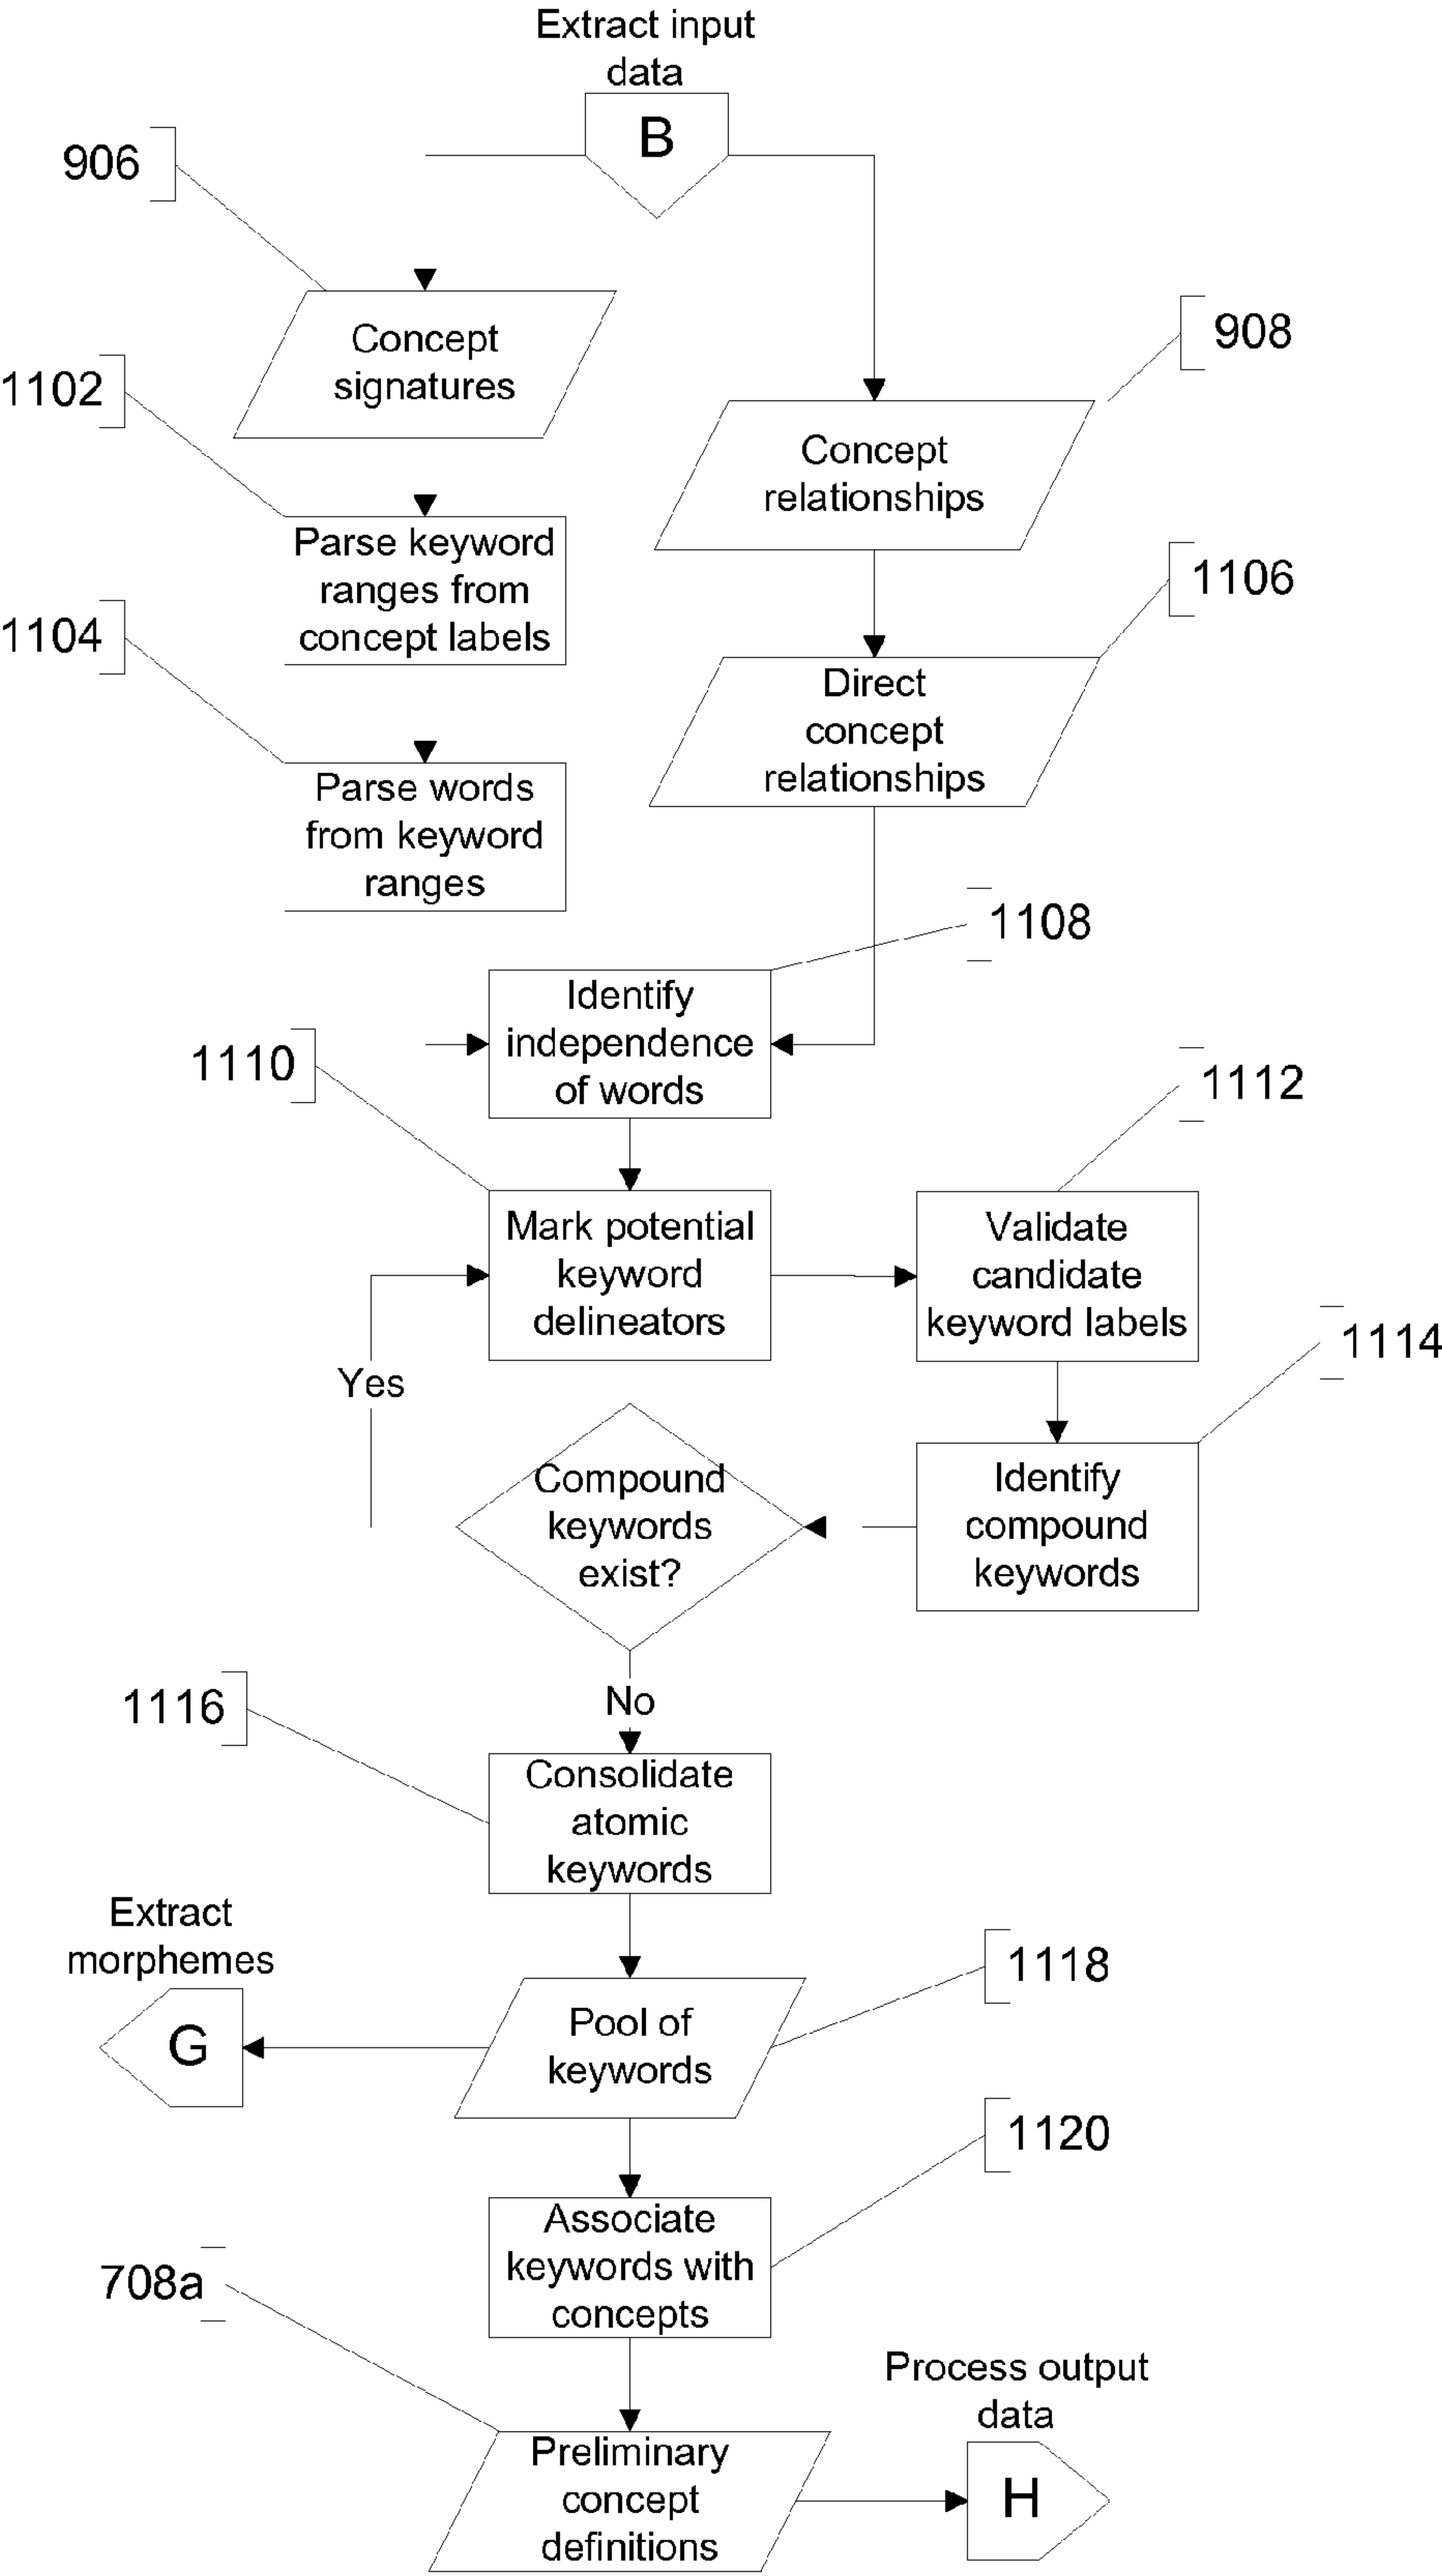 Extract input
data
B
906
Concept
signatures
908
1102
Concept
relationships
Parse keyword
ranges from
concept labels
1106
1104
Direct
concept
relationships
Parse words
from keyword
ranges
1108
Identify
independence
of words
1110
1112
Mark potential
keyword
delineators
Validate
candidate
keyword labels
1114
Yes
Compound
keywords
exist?
Identify
compound
keywords
No
1116
Consolidate
atomic
keywords
Extract
morphemes
G
1118
Pool of
keywords
1120
Associate
keywords with
concepts
708a
Process output
data
Preliminary
concept
definitions
H